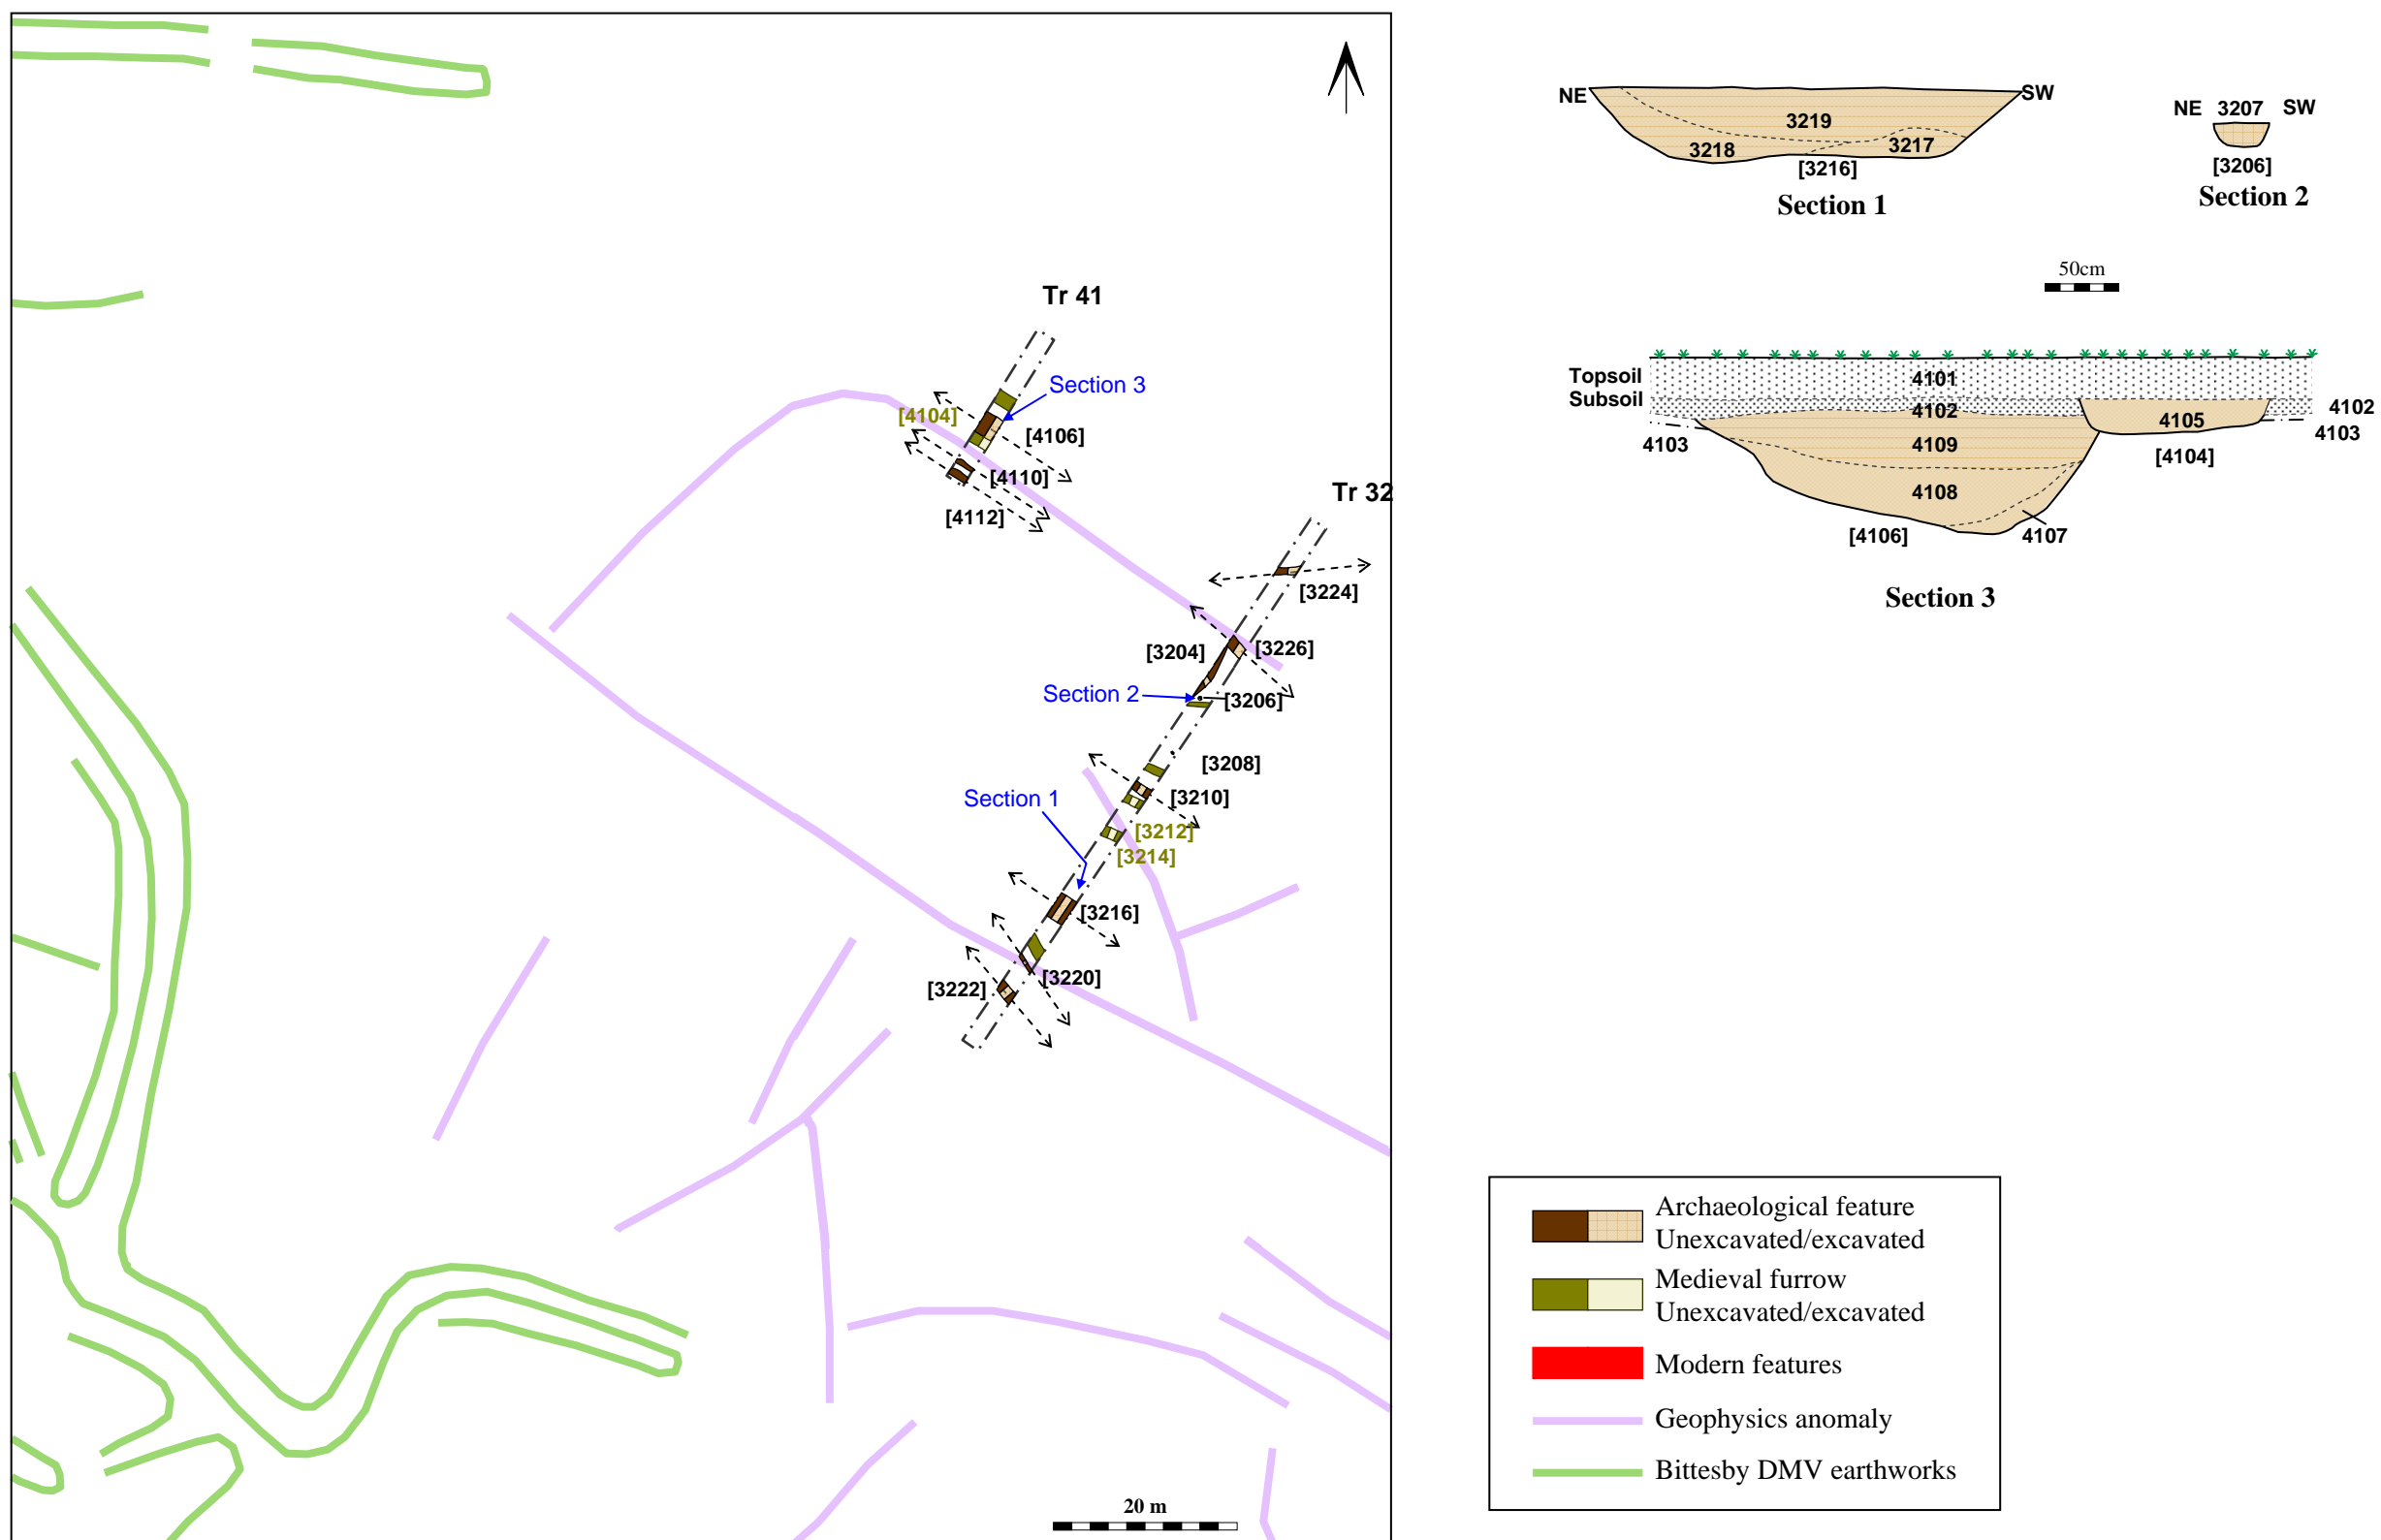 Tr 41
Section 3
[4104]
[4106]
[4110]
[4112]
Tr 32
[3224]
[3204]
[3226]
Section 2
[3206]
[3208]
Section 1
[3210]
[3212]
[3214]
[3216]
[3220]
[3222]
20 m
NE
SW
3219
3218
3217
[3216]
Section 1
NE 3207 SW
[3206]
Section 2
50cm
Topsoil
4101
Subsoil
4102
4102
4105
4103
4103
4109
[4104]
4108
[4106]
4107
Section 3
Archaeological feature
Unexcavated/excavated
Medieval furrow
Unexcavated/excavated
Modern features
Geophysics anomaly
Bittesby DMV earthworks